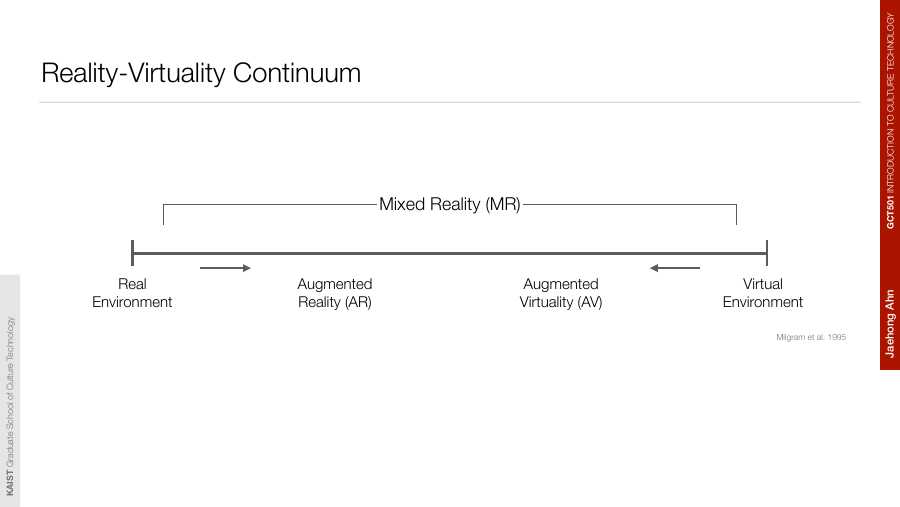 Reality-Virtuality Continuum
Mixed Reality (MR)
Real
Environment
Augmented
Reality (AR)
Augmented
Virtuality (AV)
Virtual
Environment
Milgram et al. 1995
GCT501 INTRODUCTION TO CULTURE TECHNOLOGY
Jaehong Ahn
KAIST Graduate School of Culture Technology